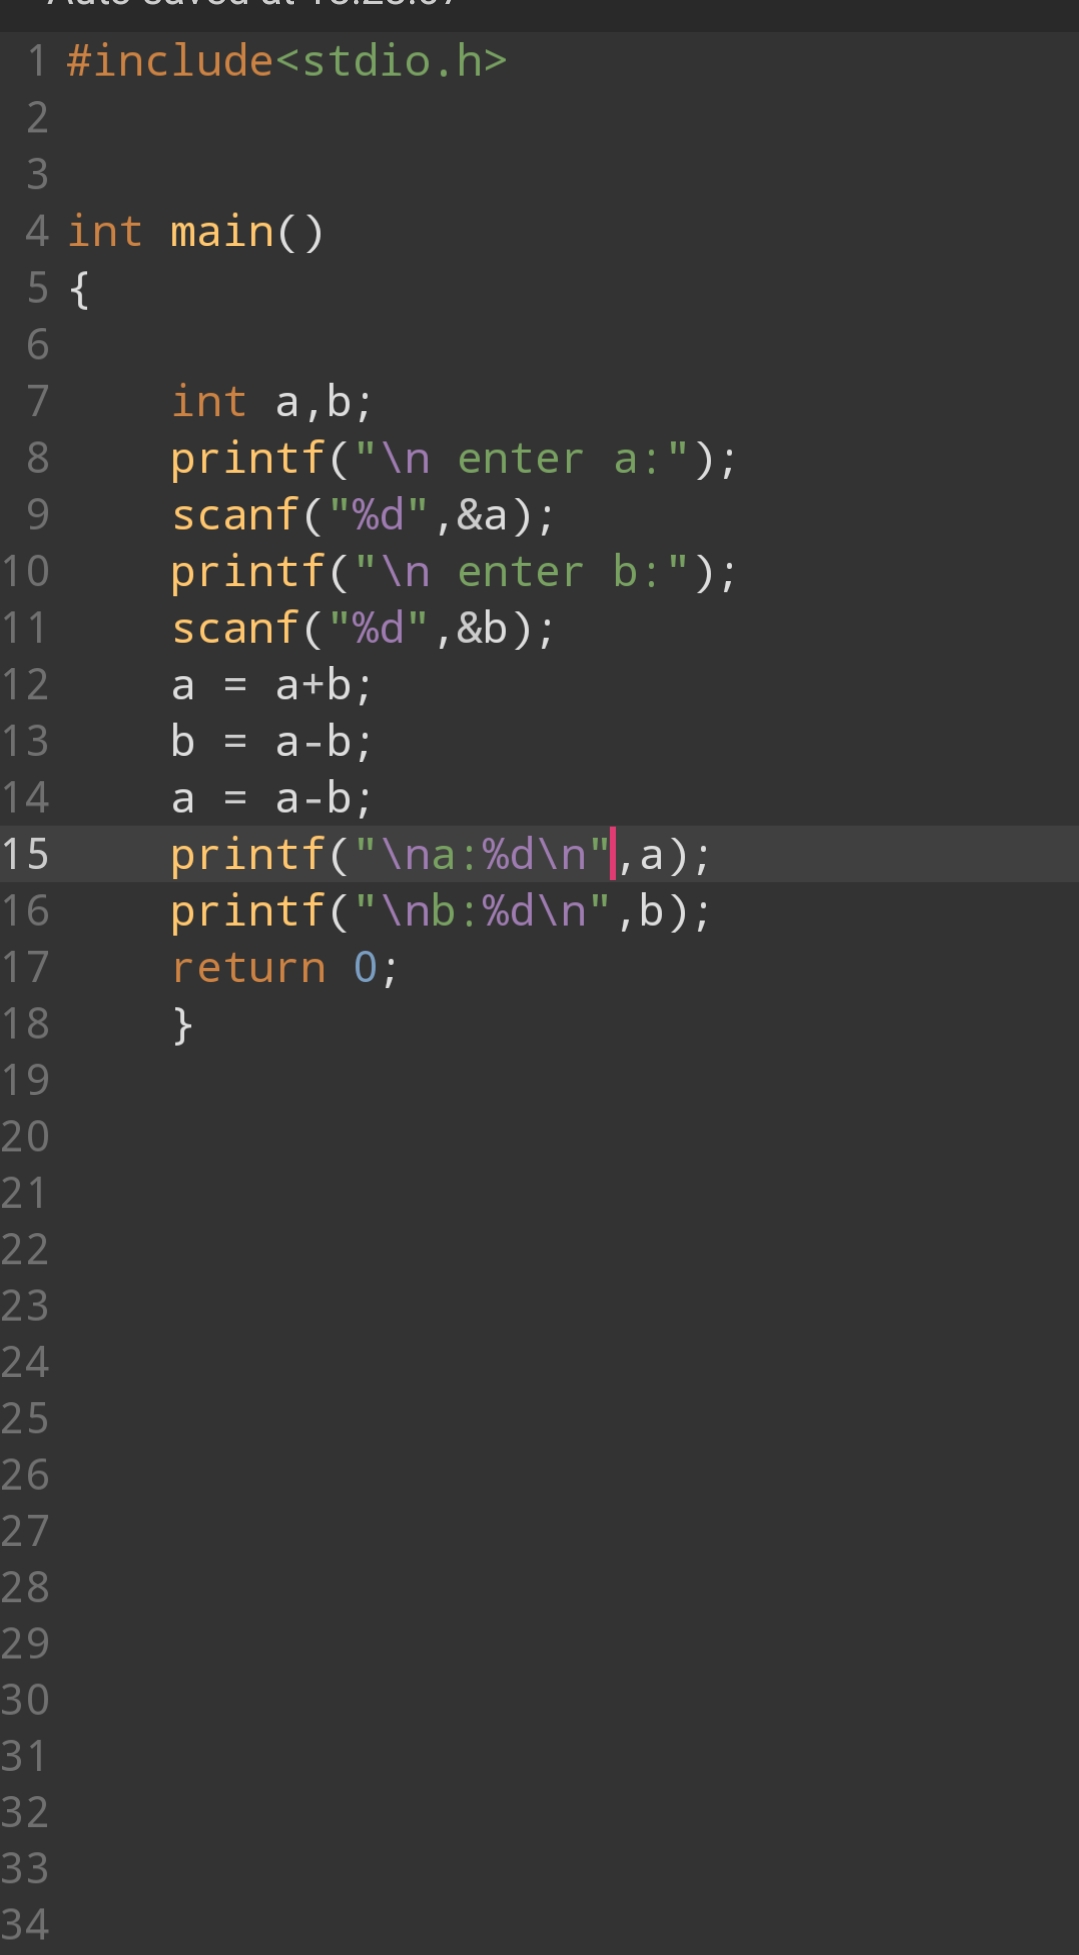 1 #include<stdio.h>
2
3
4 int main()
5 {
6
7     int a,b;
8     printf("\n enter a:");
9     scanf("%d",&a);
10     printf("\n enter b:");
11     scanf("%d",&b);
12     a = a+b;
13     b = a-b;
14     a = a-b;
15     printf("\na:%d\n",a);
16     printf("\nb:%d\n",b);
17     return 0;
18     }
19
20
21
22
23
24
25
26
27
28
29
30
31
32
33
34